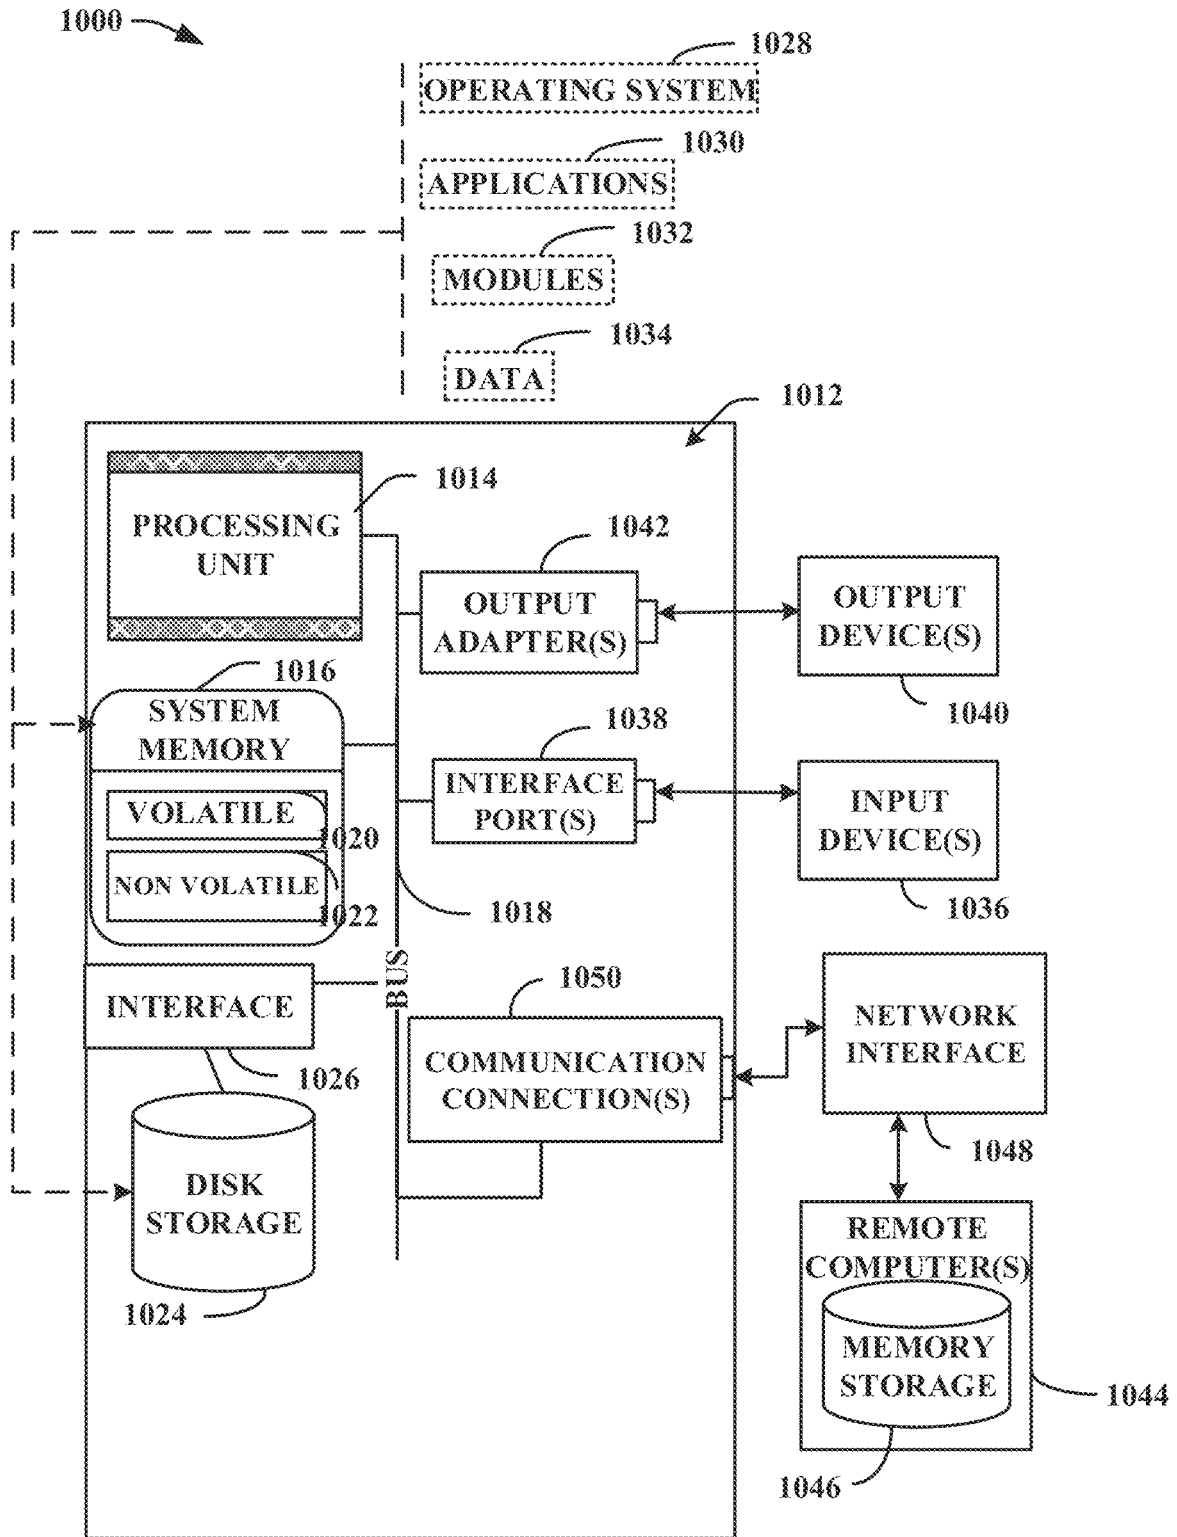 1000
1028
OPERATING SYSTEM
1030
APPLICATIONS
1032
MODULES
1034
DATA
1012
1014
PROCESSING
UNIT
1042
OUTPUT
ADAPTER(S)
OUTPUT
DEVICE(S)
1040
1016
SYSTEM
MEMORY
1038
INTERFACE
PORT(S)
INPUT
DEVICE(S)
1036
VOLATILE
1020
NON VOLATILE
1022
1018
BUS
INTERFACE
1026
1050
COMMUNICATION
CONNECTION(S)
NETWORK
INTERFACE
1048
DISK
STORAGE
1024
REMOTE
COMPUTER(S)
MEMORY
STORAGE
1044
1046